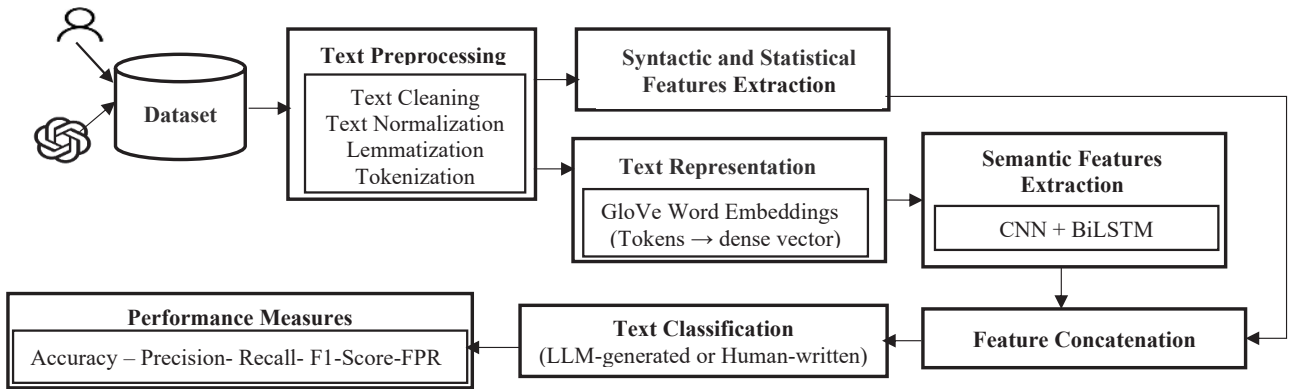 Dataset
Text Preprocessing
Text Cleaning
Text Normalization
Lemmatization
Tokenization
Syntactic and Statistical
Features Extraction
Text Representation
GloVe Word Embeddings
(Tokens → dense vector)
Semantic Features
Extraction
CNN + BiLSTM
Feature Concatenation
Text Classification
(LLM-generated or Human-written)
Performance Measures
Accuracy – Precision- Recall- F1-Score-FPR